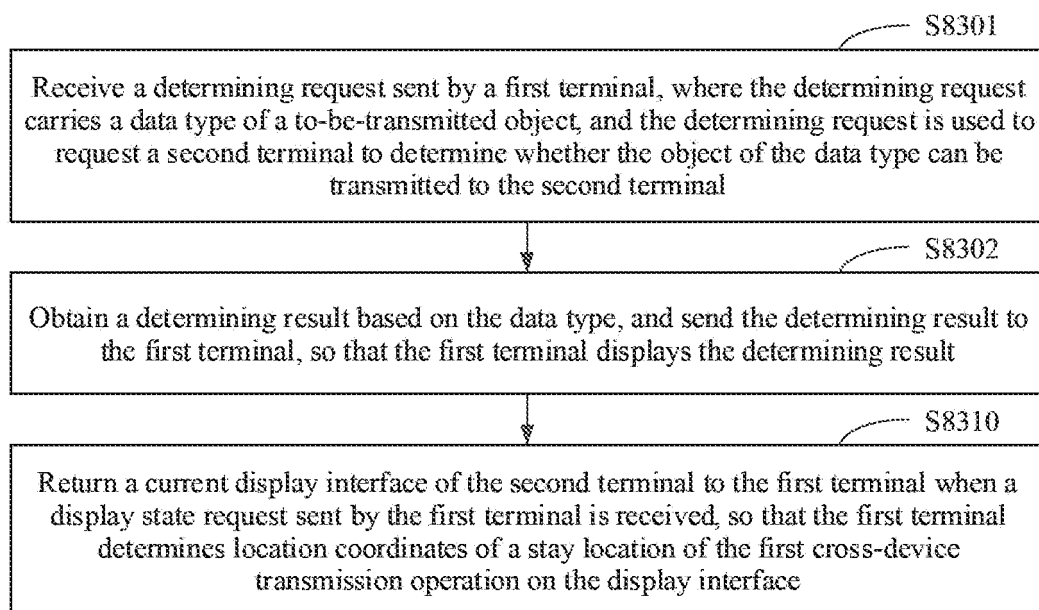 S8301
Receive a determining request sent by a first terminal, where the determining request
carries a data type of a to-be-transmitted object, and the determining request is used to
request a second terminal to determine whether the object of the data type can be
transmitted to the second terminal
S8302
Obtain a determining result based on the data type, and send the determining result to
the first terminal, so that the first terminal displays the determining result
S8310
Return a current display interface of the second terminal to the first terminal when a
display state request sent by the first terminal is received, so that the first terminal
determines location coordinates of a stay location of the first cross-device
transmission operation on the display interface